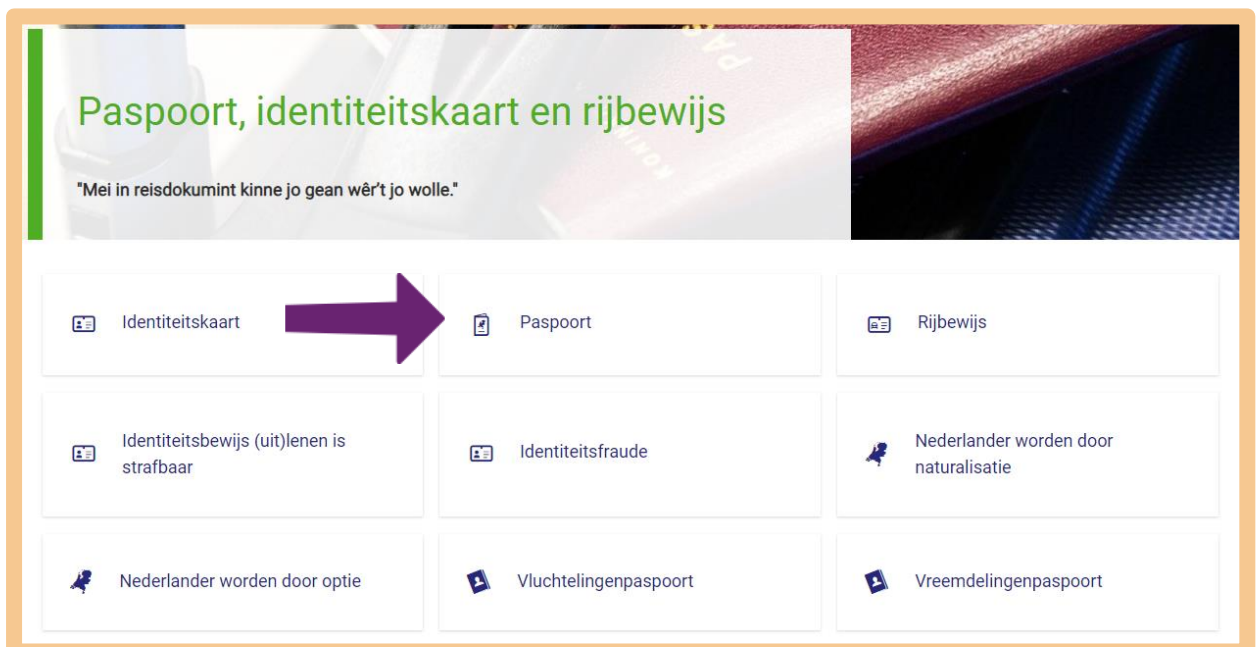 Paspoort, identiteitskaart en rijbewijs
"Mei in reisdokumint kinne jo gean wêr't jo wolle."
Identiteitskaart
Paspoort
Rijbewijs
Identiteitsbewijs (uit)lenen is
strafbaar
Identiteitsfraude
Nederlander worden door
naturalisatie
Nederlander worden door optie
Vluchtelingenpaspoort
Vreemdelingenpaspoort